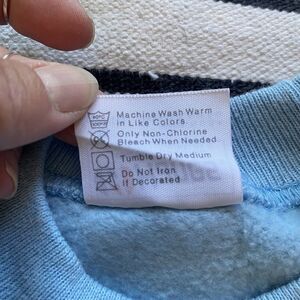 Machine Wash Warm
in Like Colors
Only Non-Chlorine
Bleach When Needed
Tumble Dry Medium
Do Not Iron
If Decorated